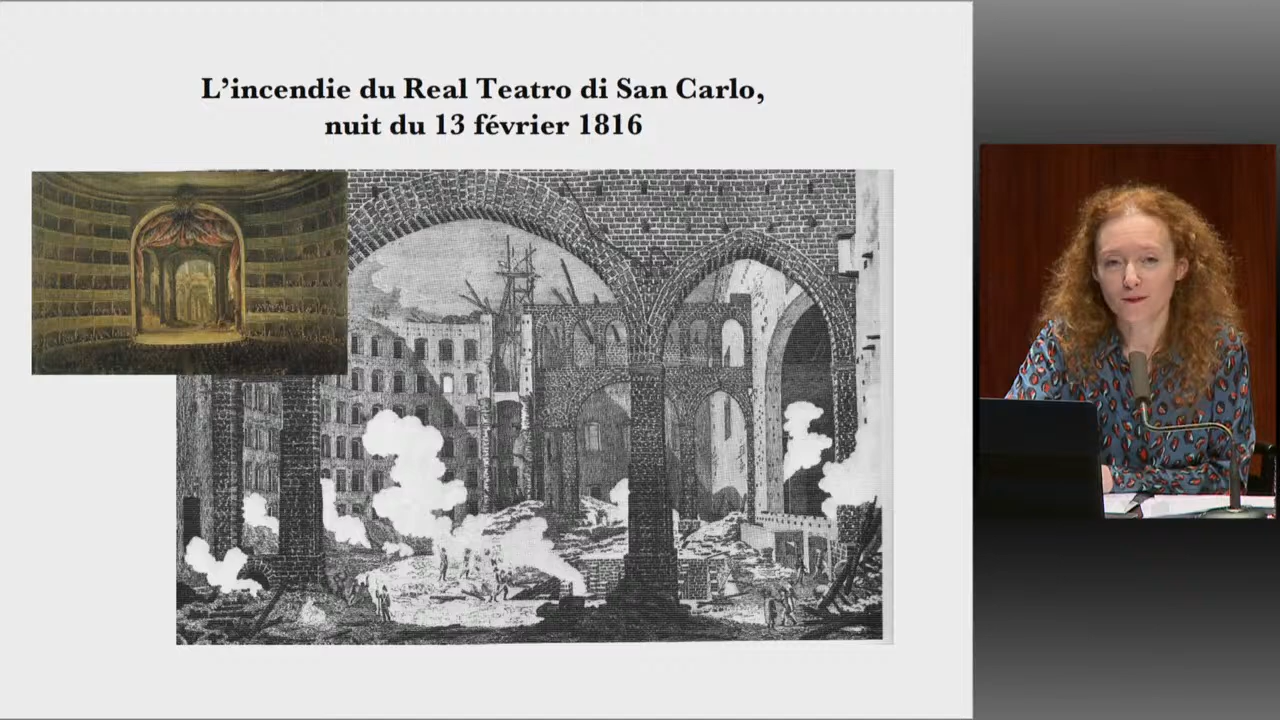 L’incendie du Real Teatro di San Carlo,
nuit du 13 février 1816